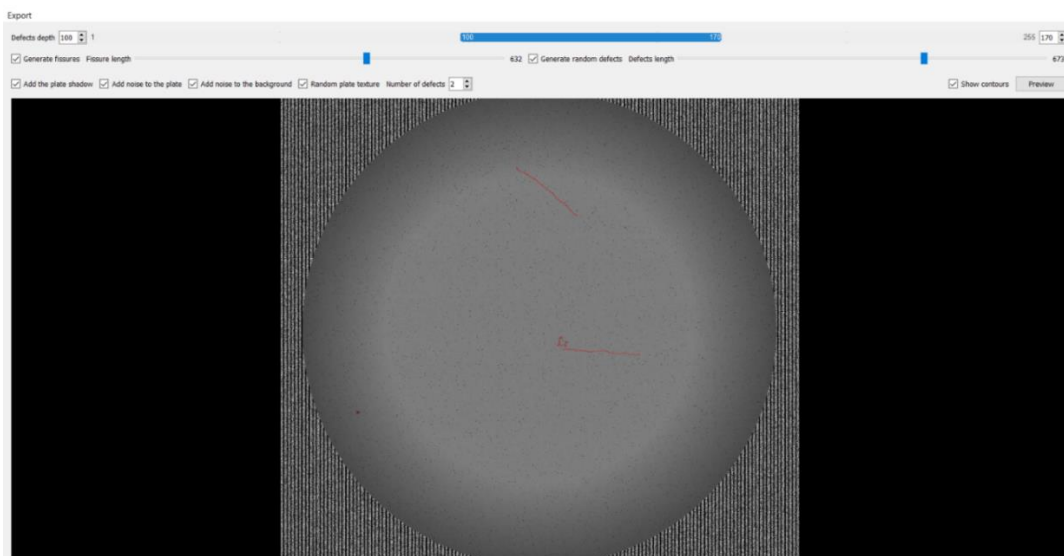 Export
Defects depth 100 1 100 170 255 170
Generate fissures Fissure length 632 Generate random defects Defects length 673
Add the plate shadow Add noise to the plate Add noise to the background Random plate texture Number of defects 2 Show contours Preview